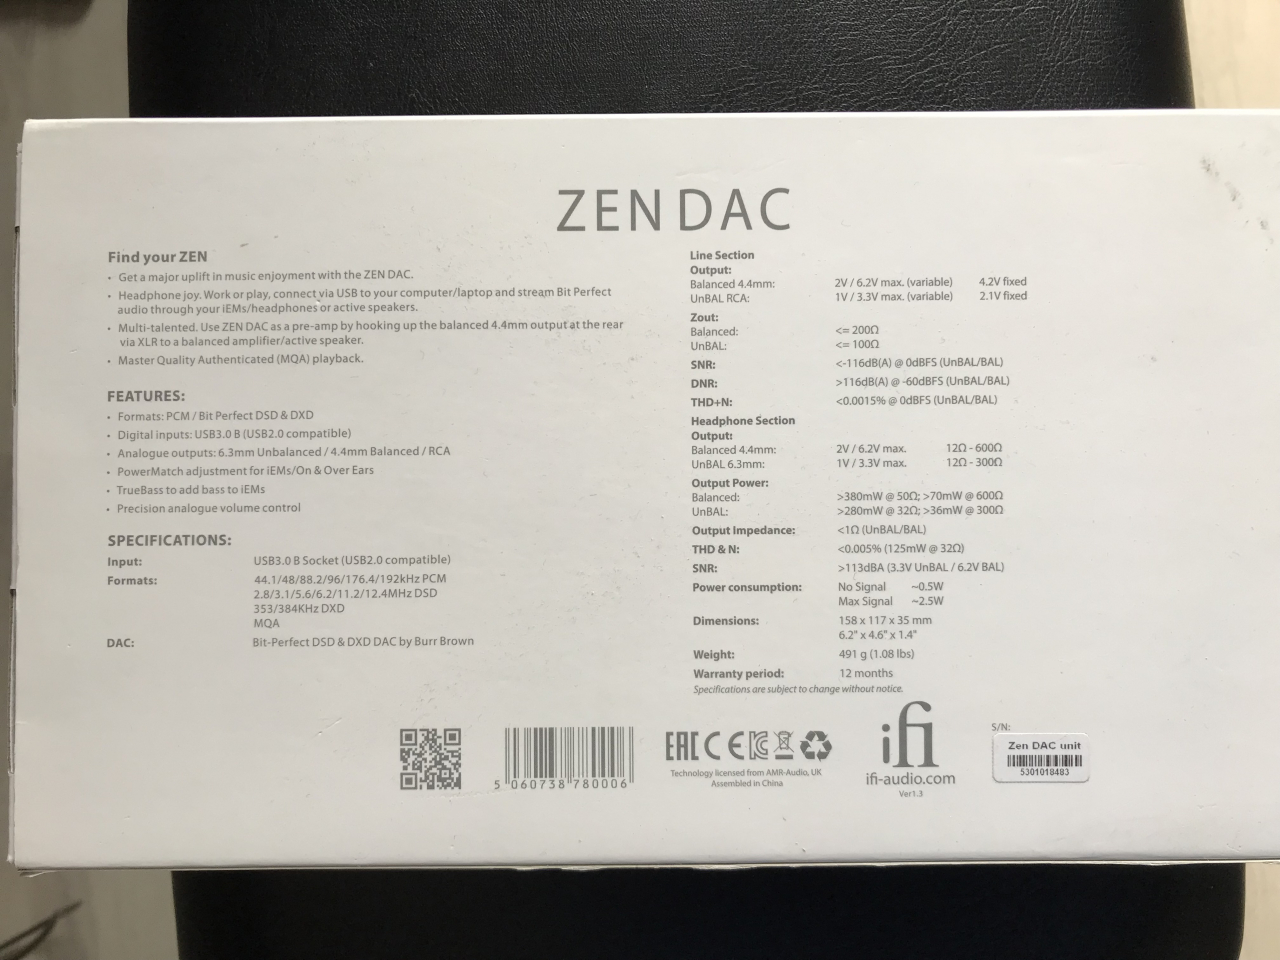 ZEN DAC
Find your ZEN
• Get a major uplift in music enjoyment with the ZEN DAC.
• Headphone joy. Work or play, connect via USB to your computer/laptop and stream Bit Perfect
audio through your iEMs/headphones or active speakers.
• Multi-talented. Use ZEN DAC as a pre-amp by hooking up the balanced 4.4mm output at the rear
via XLR to a balanced amplifier/active speaker.
• Master Quality Authenticated (MQA) playback.
FEATURES:
• Formats: PCM / Bit Perfect DSD & DXD
• Digital inputs: USB3.0 B (USB2.0 compatible)
• Analogue outputs: 6.3mm Unbalanced / 4.4mm Balanced / RCA
• PowerMatch adjustment for iEMs/On & Over Ears
• TrueBass to add bass to iEMs
• Precision analogue volume control
SPECIFICATIONS:
Input: USB3.0 B Socket (USB2.0 compatible)
Formats: 44.1/48/88.2/96/176.4/192kHz PCM
2.8/3.1/5.6/6.2/11.2/12.4MHz DSD
353/384KHz DXD
MQA
DAC: Bit-Perfect DSD & DXD DAC by Burr Brown
Line Section
Output:
Balanced 4.4mm: 2V / 6.2V max. (variable) 4.2V fixed
UnBAL RCA: 1V / 3.3V max. (variable) 2.1V fixed
Zout:
Balanced: <= 200Ω
UnBAL: <= 100Ω
SNR: <-116dB(A) @ 0dBFS (UnBAL/BAL)
DNR: >116dB(A) @ -60dBFS (UnBAL/BAL)
THD+N: <0.0015% @ 0dBFS (UnBAL/BAL)
Headphone Section
Output:
Balanced 4.4mm: 2V / 6.2V max. 12Ω - 600Ω
UnBAL 6.3mm: 1V / 3.3V max. 12Ω - 300Ω
Output Power:
Balanced: >380mW @ 50Ω; >70mW @ 600Ω
UnBAL: >280mW @ 32Ω; >36mW @ 300Ω
Output Impedance: <1Ω (UnBAL/BAL)
THD & N: <0.005% (125mW @ 32Ω)
SNR: >113dBA (3.3V UnBAL / 6.2V BAL)
Power consumption: No Signal ~0.5W
Max Signal ~2.5W
Dimensions: 158 x 117 x 35 mm
6.2" x 4.6" x 1.4"
Weight: 491 g (1.08 lbs)
Warranty period: 12 months
Specifications are subject to change without notice.
5 060738 780006
EAC CE
Technology licensed from AMR-Audio, UK
Assembled in China
ifi
ifi-audio.com
Ver1.3
S/N:
Zen DAC unit
5301018483